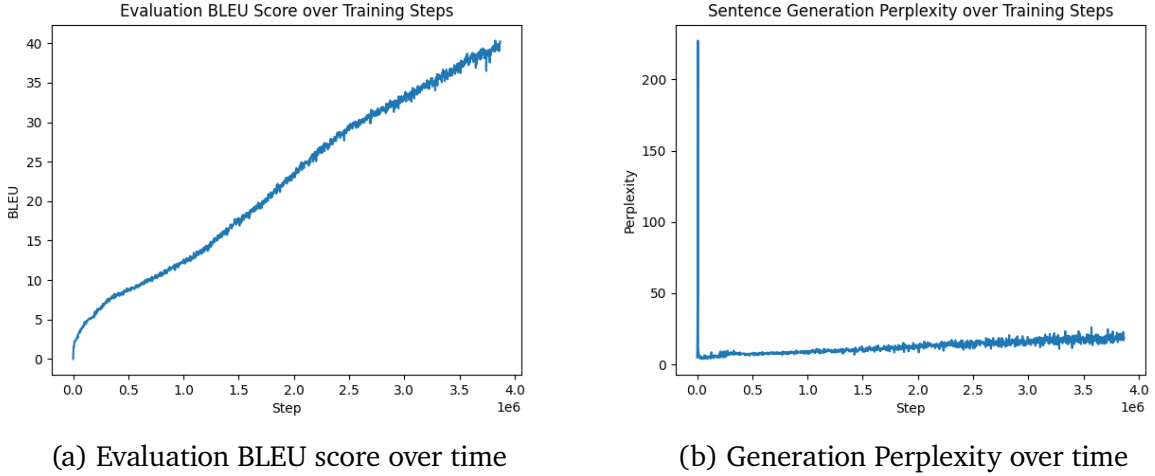 Evaluation BLEU Score over Training Steps
40
35
30
25
20
15
10
5
0
BLEU
0.0 0.5 1.0 1.5 2.0 2.5 3.0 3.5 4.0
1e6
Step
(a) Evaluation BLEU score over time
Sentence Generation Perplexity over Training Steps
200
150
100
50
0
Perplexity
0.0 0.5 1.0 1.5 2.0 2.5 3.0 3.5 4.0
1e6
Step
(b) Generation Perplexity over time